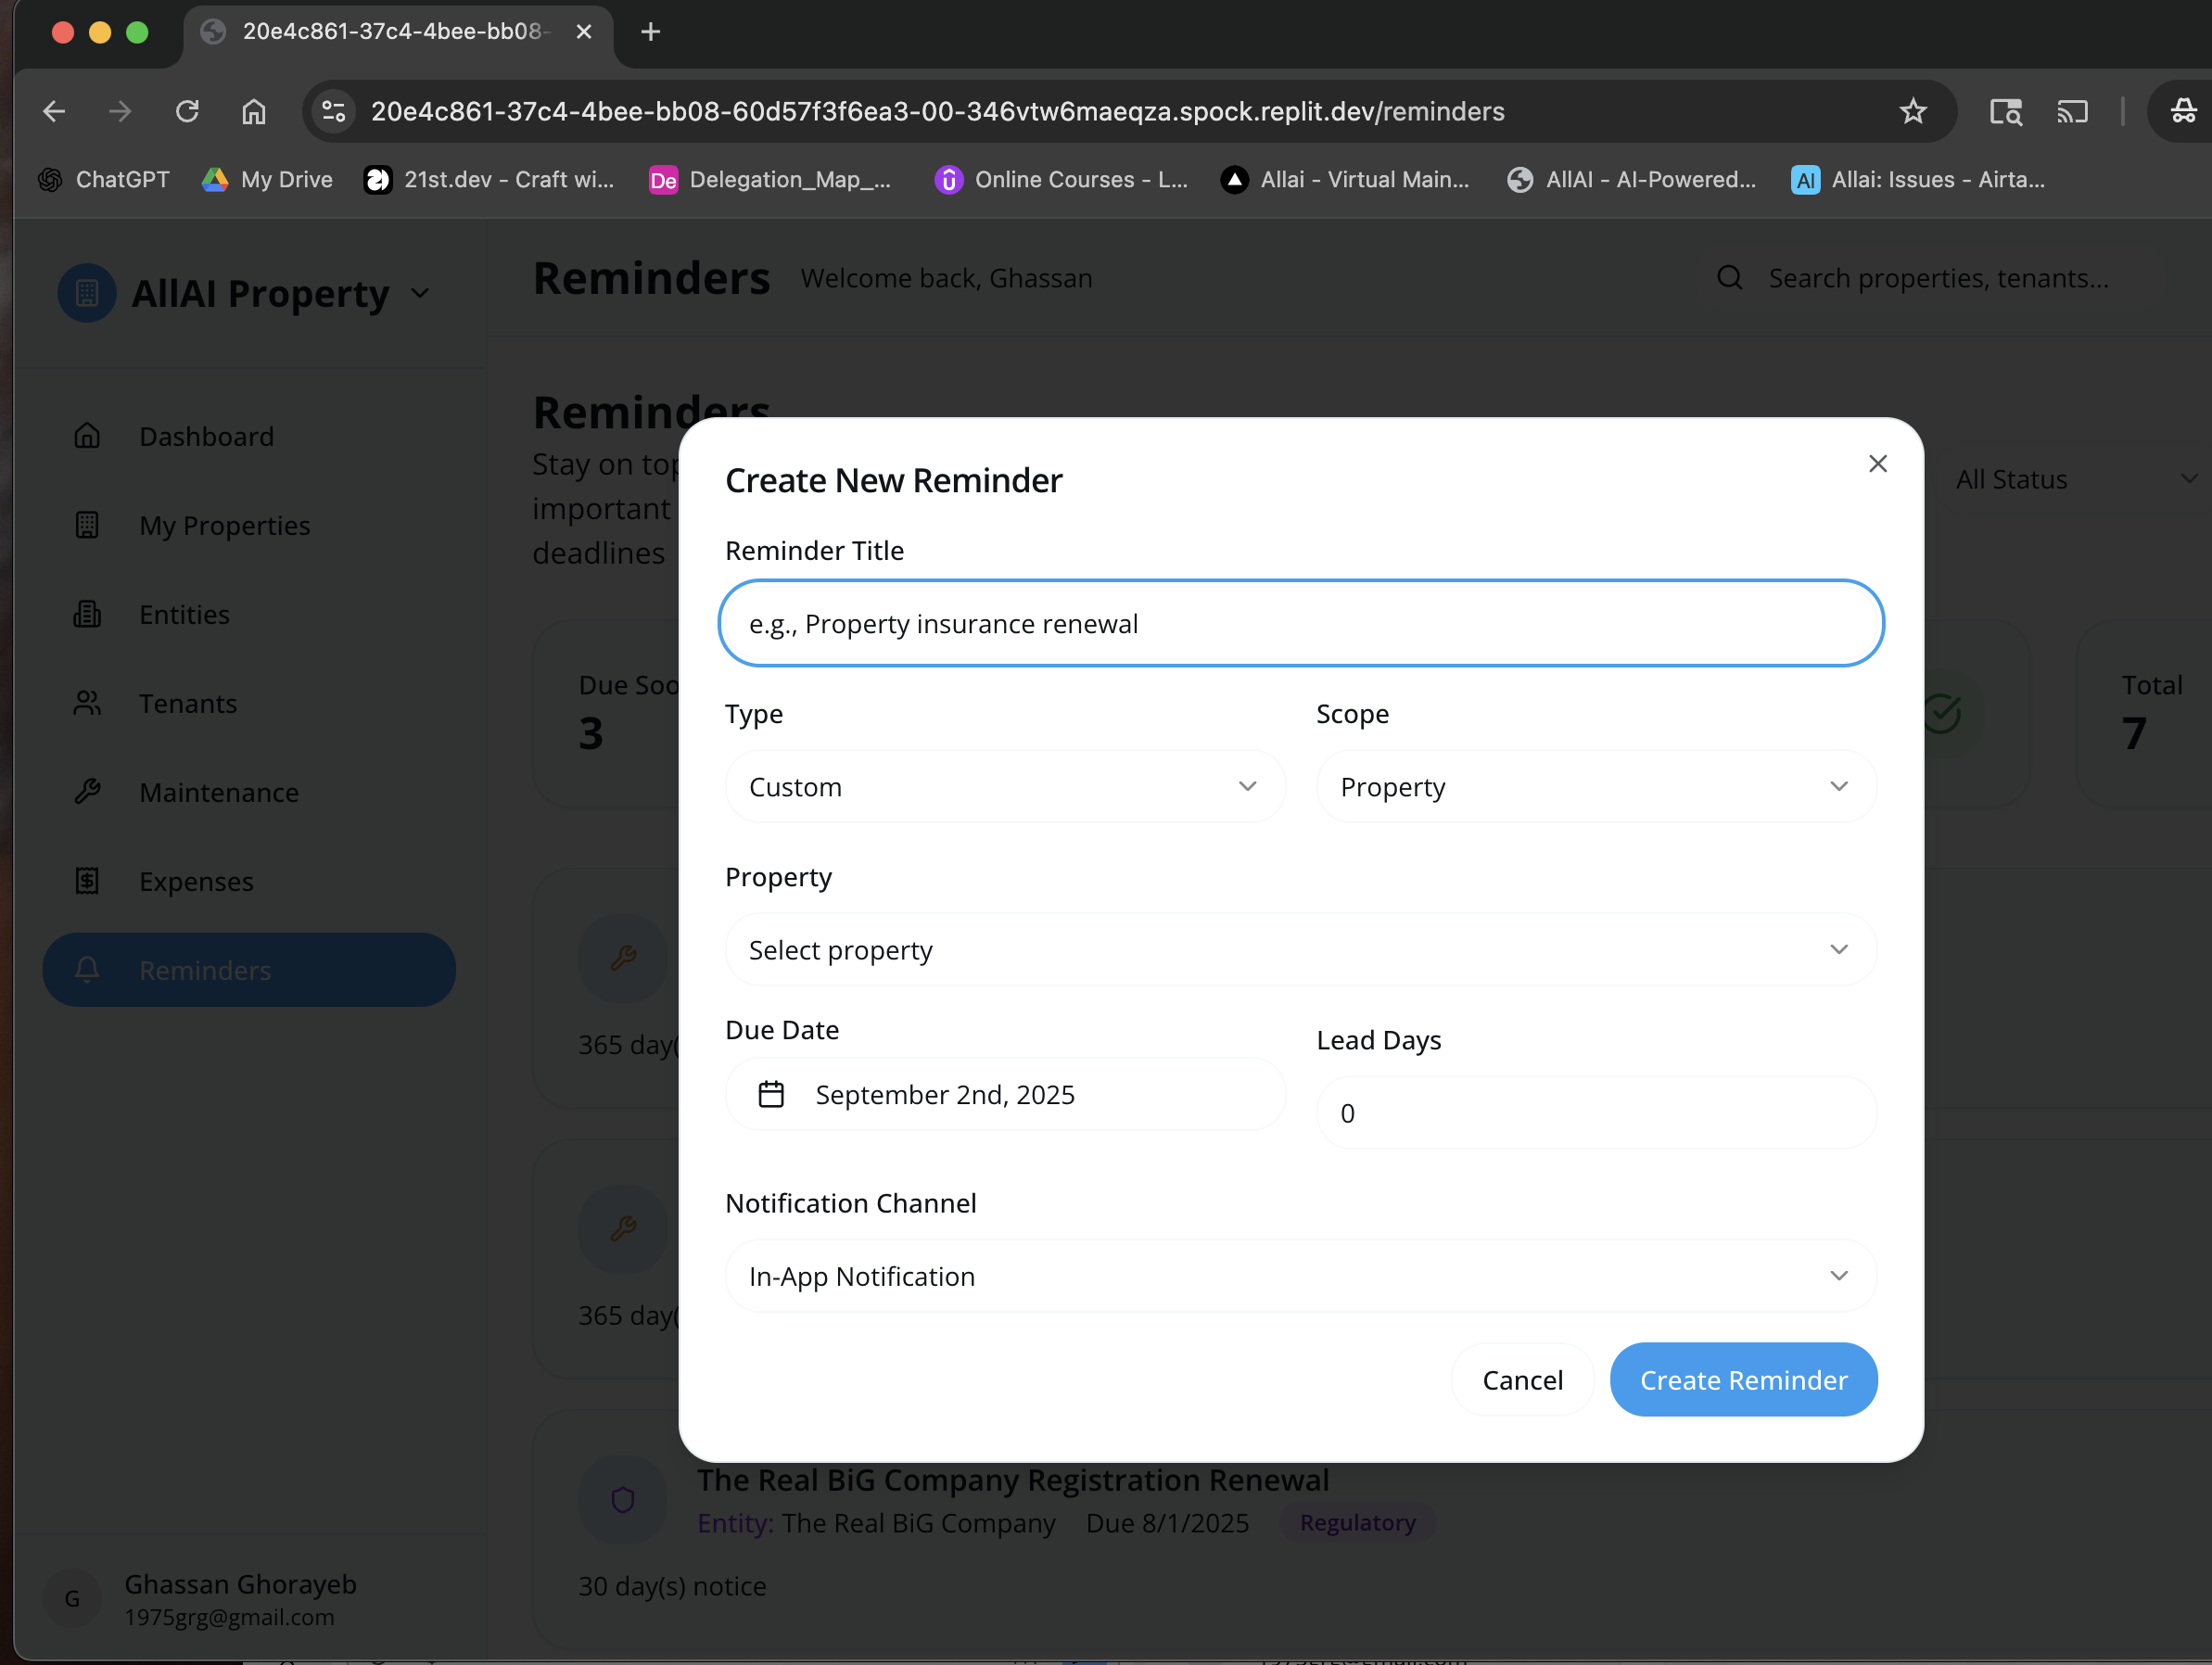 20e4c861-37c4-4bee-bb08-
20e4c861-37c4-4bee-bb08-60d57f3f6ea3-00-346vtw6maeqza.spock.replit.dev/reminders
ChatGPT My Drive 21st.dev - Craft wi... De Delegation_Map_... Online Courses - L... Allai - Virtual Main... AllAI - AI-Powered... AI Allai: Issues - Airta...
AllAI Property
Reminders Welcome back, Ghassan Search properties, tenants...
Dashboard
My Properties
Entities
Tenants
Maintenance
Expenses
Reminders
Ghassan Ghorayeb
G
1975grg@gmail.com
Reminders
Stay on top
important
deadlines
All Status
Due Soo
3
Total
7
365 day(
365 day(
Create New Reminder
Reminder Title
e.g., Property insurance renewal
Type Scope
Custom Property
Property
Select property
Due Date Lead Days
September 2nd, 2025 0
Notification Channel
In-App Notification
Cancel Create Reminder
The Real BiG Company Registration Renewal
Entity: The Real BiG Company Due 8/1/2025 Regulatory
30 day(s) notice